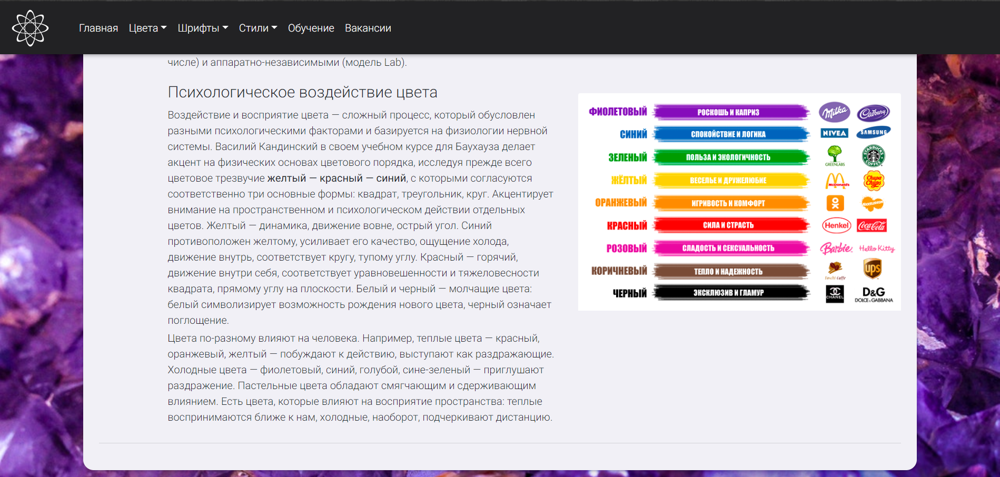 Главная Цвета Шрифты Стили Обучение Вакансии
числе) и аппаратно-независимыми (модель Lab).
Психологическое воздействие цвета
Воздействие и восприятие цвета — сложный процесс, который обусловлен
разными психологическими факторами и базируется на физиологии нервной
системы. Василий Кандинский в своем учебном курсе для Баухауза делает
акцент на физических основах цветового порядка, исследуя прежде всего
цветовое трезвучие желтый — красный — синий, с которыми согласуются
соответственно три основные формы: квадрат, треугольник, круг. Акцентирует
внимание на пространственном и психологическом действии отдельных
цветов. Желтый — динамика, движение вовне, острый угол. Синий
противоположен желтому, усиливает его качество, ощущение холода,
движение внутрь, соответствует кругу, тупому углу. Красный — горячий,
движение внутри себя, соответствует уравновешенности и тяжеловесности
квадрата, прямому углу на плоскости. Белый и черный — молчащие цвета:
белый символизирует возможность рождения нового цвета, черный означает
поглощение.
Цвета по-разному влияют на человека. Например, теплые цвета — красный,
оранжевый, желтый — побуждают к действию, выступают как раздражающие.
Холодные цвета — фиолетовый, синий, голубой, сине-зеленый — приглушают
раздражение. Пастельные цвета обладают смягчающим и сдерживающим
влиянием. Есть цвета, которые влияют на восприятие пространства: теплые
воспринимаются ближе к нам, холодные, наоборот, подчеркивают дистанцию.
ФИОЛЕТОВЫЙ РОСКОШЬ И КАПРИЗ Milka Cadbury
СИНИЙ СПОКОЙСТВИЕ И ЛОГИКА NIVEA SAMSUNG
ЗЕЛЕНЫЙ ПОЛЬЗА И ЭКОЛОГИЧНОСТЬ GREENLABS STARBUCKS COFFEE
ЖЁЛТЫЙ ВЕСЕЛЬЕ И ДРУЖЕЛЮБИЕ McDonald's Chupa Chups
ОРАНЖЕВЫЙ ИГРИВОСТЬ И КОМФОРТ NICKELODEON
КРАСНЫЙ СИЛА И СТРАСТЬ Henkel Coca-Cola
РОЗОВЫЙ СЛАДОСТЬ И СЕКСУАЛЬНОСТЬ Barbie Hello Kitty
КОРИЧНЕВЫЙ ТЕПЛО И НАДЕЖНОСТЬ Caffe ups
ЧЕРНЫЙ ЭКСКЛЮЗИВ И ГЛАМУР CHANEL D&G
DOLCE & GABBANA